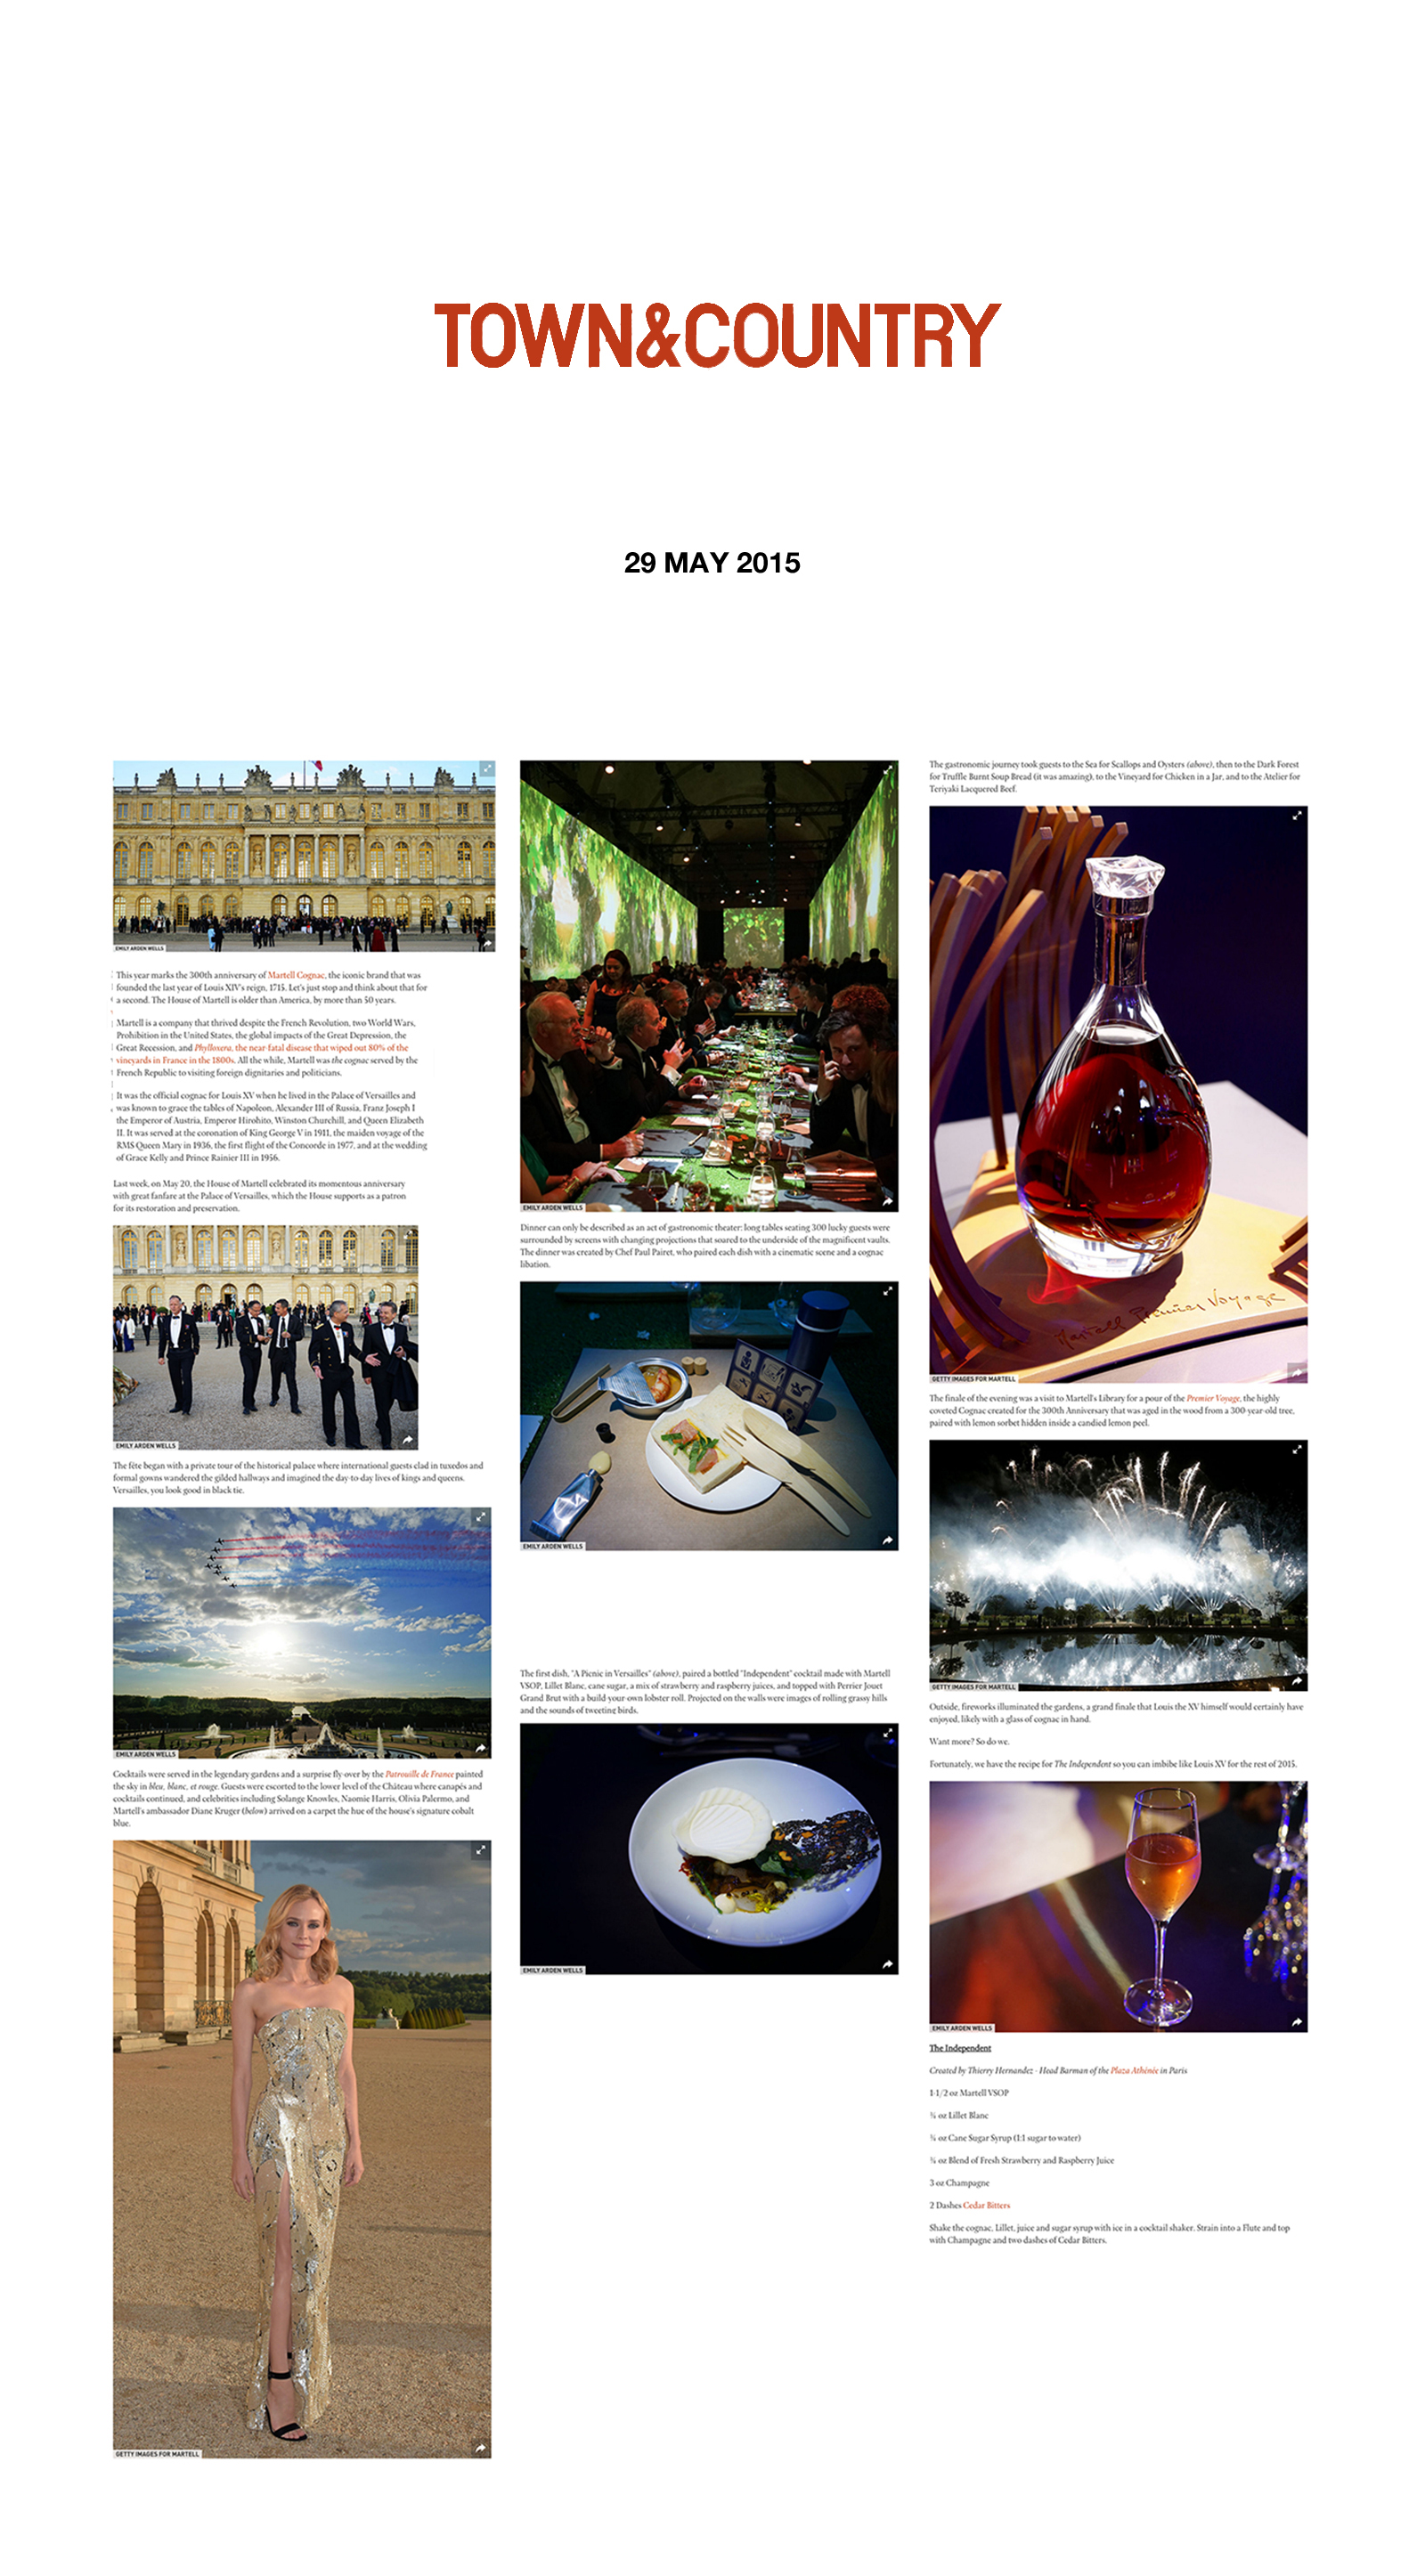 TOWN&COUNTRY
29 MAY 2015
EMILY ARDEN WELLS
This year marks the 300th anniversary of Martell Cognac, the iconic brand that was
founded the last year of Louis XIV's reign, 1715. Let's just stop and think about that for
a second. The House of Martell is older than America, by more than 50 years.
Martell is a company that thrived despite the French Revolution, two World Wars,
Prohibition in the United States, the global impacts of the Great Depression, the
Great Recession, and Phylloxera, the near-fatal disease that wiped out 80% of the
vineyards in France in the 1800s. All the while, Martell was the cognac served by the
French Republic to visiting foreign dignitaries and politicians.
It was the official cognac for Louis XV when he lived in the Palace of Versailles and
was known to grace the tables of Napoleon, Alexander III of Russia, Franz Joseph I
the Emperor of Austria, Emperor Hirohito, Winston Churchill, and Queen Elizabeth
II. It was served at the coronation of King George V in 1911, the maiden voyage of the
RMS Queen Mary in 1936, the first flight of the Concorde in 1977, and at the wedding
of Grace Kelly and Prince Rainier III in 1956.
Last week, on May 20, the House of Martell celebrated its momentous anniversary
with great fanfare at the Palace of Versailles, which the House supports as a patron
for its restoration and preservation.
EMILY ARDEN WELLS
The fête began with a private tour of the historical palace where international guests clad in tuxedos and
formal gowns wandered the gilded hallways and imagined the day-to-day lives of kings and queens.
Versailles, you look good in black tie.
EMILY ARDEN WELLS
Cocktails were served in the legendary gardens and a surprise fly-over by the Patrouille de France painted
the sky in bleu, blanc, et rouge. Guests were escorted to the lower level of the Château where canapés and
cocktails continued, and celebrities including Solange Knowles, Naomie Harris, Olivia Palermo, and
Martell's ambassador Diane Kruger (below) arrived on a carpet the hue of the house's signature cobalt
blue.
GETTY IMAGES FOR MARTELL
EMILY ARDEN WELLS
Dinner can only be described as an act of gastronomic theater: long tables seating 300 lucky guests were
surrounded by screens with changing projections that soared to the underside of the magnificent vaults.
The dinner was created by Chef Paul Pairet, who paired each dish with a cinematic scene and a cognac
libation.
EMILY ARDEN WELLS
The first dish, "A Picnic in Versailles" (above), paired a bottled "Independent" cocktail made with Martell
VSOP, Lillet Blanc, cane sugar, a mix of strawberry and raspberry juices, and topped with Perrier Jouet
Grand Brut with a build-your-own lobster roll. Projected on the walls were images of rolling grassy hills
and the sounds of tweeting birds.
EMILY ARDEN WELLS
The gastronomic journey took guests to the Sea for Scallops and Oysters (above), then to the Dark Forest
for Truffle Burnt Soup Bread (it was amazing), to the Vineyard for Chicken in a Jar, and to the Atelier for
Teriyaki Lacquered Beef.
Martell Premier Voyage
GETTY IMAGES FOR MARTELL
The finale of the evening was a visit to Martell's Library for a pour of the Premier Voyage, the highly
coveted Cognac created for the 300th Anniversary that was aged in the wood from a 300-year-old tree,
paired with lemon sorbet hidden inside a candied lemon peel.
GETTY IMAGES FOR MARTELL
Outside, fireworks illuminated the gardens, a grand finale that Louis the XV himself would certainly have
enjoyed, likely with a glass of cognac in hand.
Want more? So do we.
Fortunately, we have the recipe for The Independent so you can imbibe like Louis XV for the rest of 2015.
EMILY ARDEN WELLS
The Independent
Created by Thierry Hernandez - Head Barman of the Plaza Athénée in Paris
1-1/2 oz Martell VSOP
¾ oz Lillet Blanc
¾ oz Cane Sugar Syrup (1:1 sugar to water)
¾ oz Blend of Fresh Strawberry and Raspberry Juice
3 oz Champagne
2 Dashes Cedar Bitters
Shake the cognac, Lillet, juice and sugar syrup with ice in a cocktail shaker. Strain into a Flute and top
with Champagne and two dashes of Cedar Bitters.